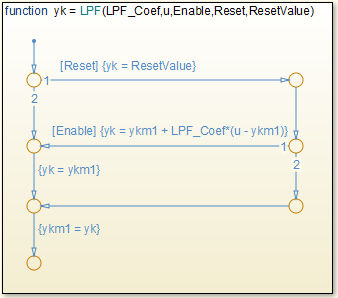 function yk = LPF(LPF_Coef,u,Enable,Reset,ResetValue)
[Reset] {yk = ResetValue}
1
2
[Enable] {yk = ykm1 + LPF_Coef*(u - ykm1)}
1
2
{yk = ykm1}
{ykm1 = yk}